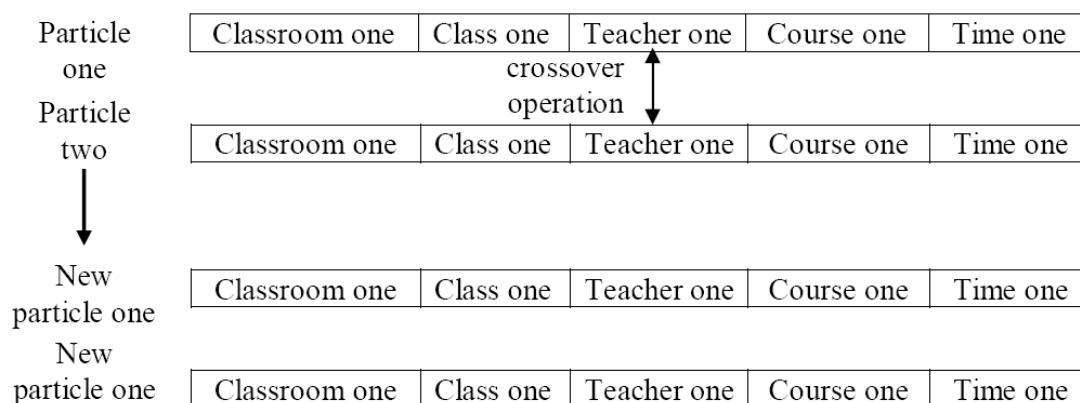 Particle one
Classroom one Class one Teacher one Course one Time one
crossover operation
Particle two
Classroom one Class one Teacher one Course one Time one
New particle one
Classroom one Class one Teacher one Course one Time one
New particle one
Classroom one Class one Teacher one Course one Time one